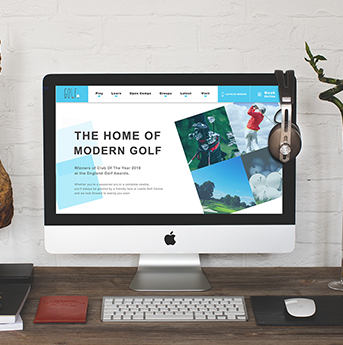 GOLF
Play Learn Open Comps Groups Latest Visit
Book
THE HOME OF
MODERN GOLF
Winners of Club Of The Year 2018
at the England Golf Awards.
Whether you're a seasoned pro or a complete newbie,
you'll always be greeted by a friendly face at
and we look forward to seeing you soon